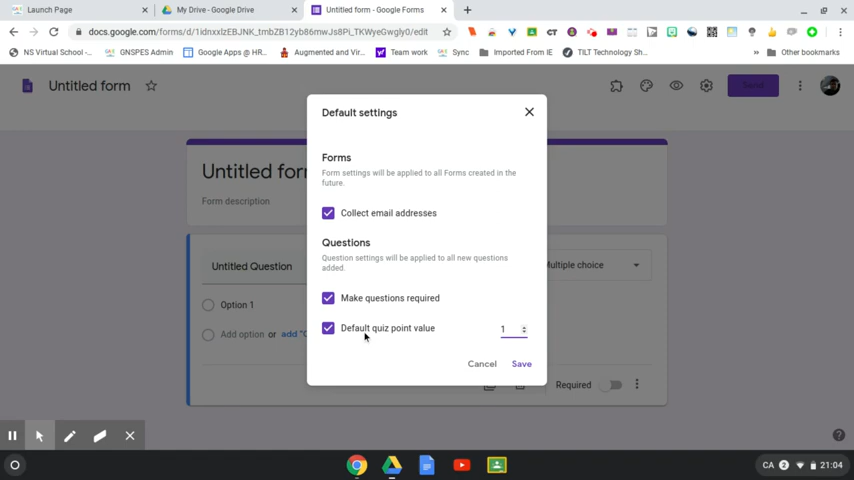 Launch Page
My Drive - Google Drive
Untitled form - Google Forms
docs.google.com/forms/d/1idnxxlzEBJNK_tmbZB12yb86mwJs8Pi_TKWyeGwgly0/edit
NS Virtual School -...
GNSPES Admin
Google Apps @ HR...
Augmented and Vir...
Team work
Sync
Imported From IE
TILT Technology Sh...
»
Other bookmarks
Untitled form
Send
Default settings
Forms
Form settings will be applied to all Forms created in the
future.
Collect email addresses
Questions
Question settings will be applied to all new questions
added.
Make questions required
Default quiz point value
1
Cancel
Save
Untitled for
Form description
Untitled Question
Multiple choice
Option 1
Add option or add "O
Required
CA
2
21:04